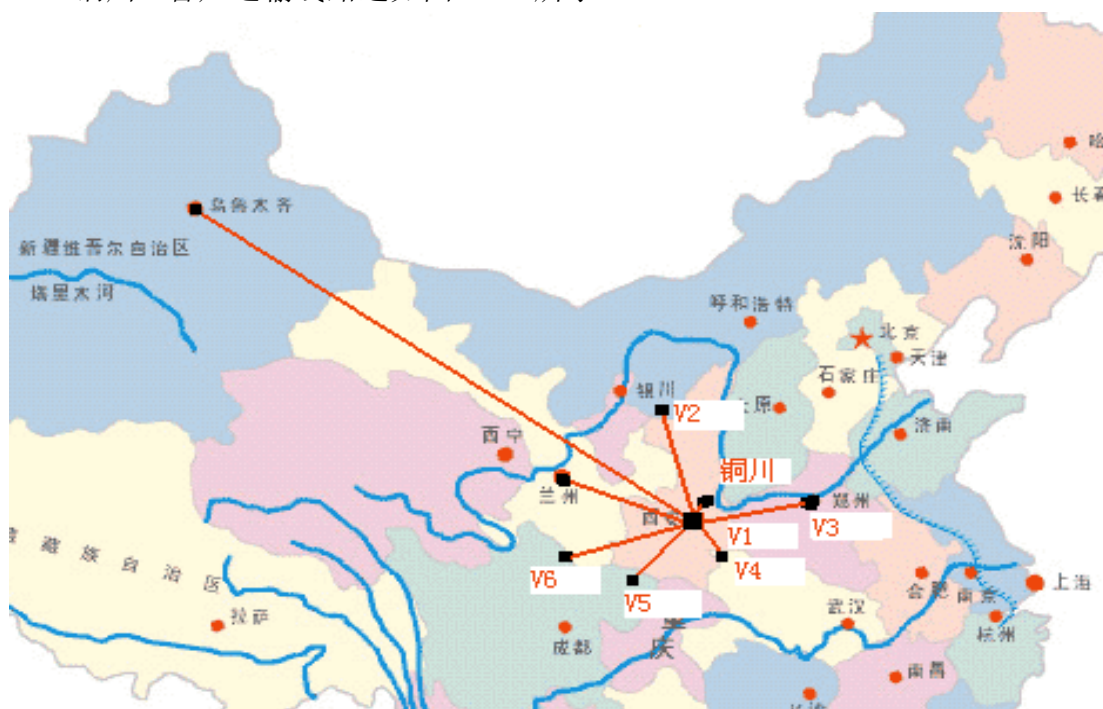 哈
长春
沈阳
乌鲁木齐
新疆维吾尔自治区
塔里木河
呼和浩特
北京
天津
石家庄
银川
太原
V2
济南
西宁
铜川
兰州
郑州
西安
V1
V3
V6
V4
V5
藏族自治区
拉萨
成都
庆
武汉
合肥
南京
上海
杭州
南昌
长沙